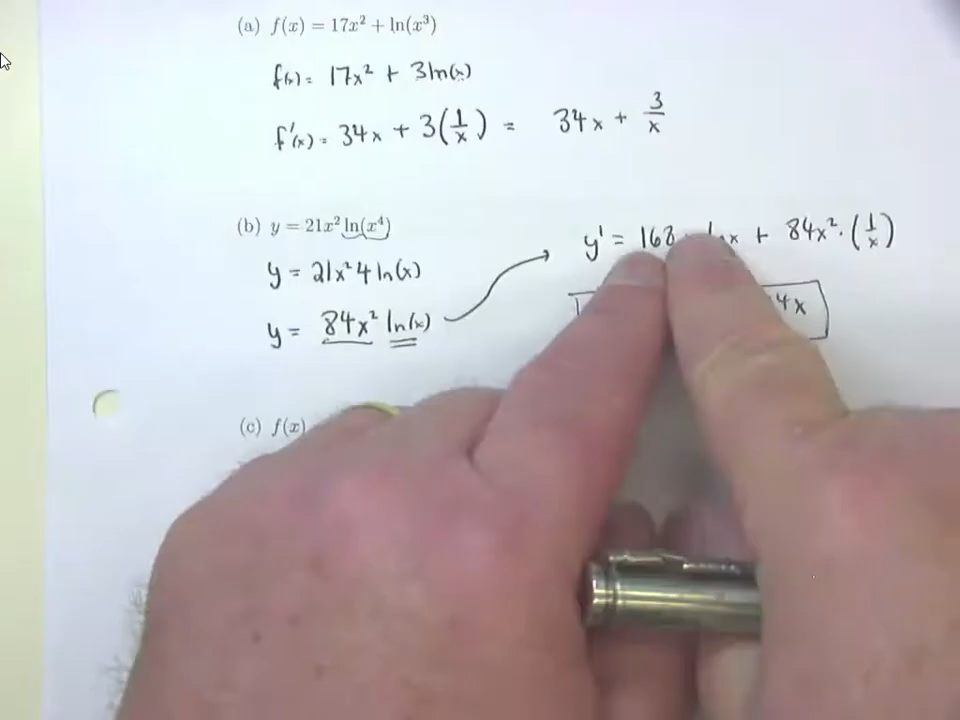 (a) f(x) = 17x² + ln(x³)
f(x) = 17x² + 3ln(x)
f'(x) = 34x + 3(1/x) = 34x + 3/x
(b) y = 21x² ln(x⁴)
y = 21x² 4 ln(x)
y = 84x² ln(x)
y' = 168 x + 84x² · (1/x)
4x
(c) f(x)